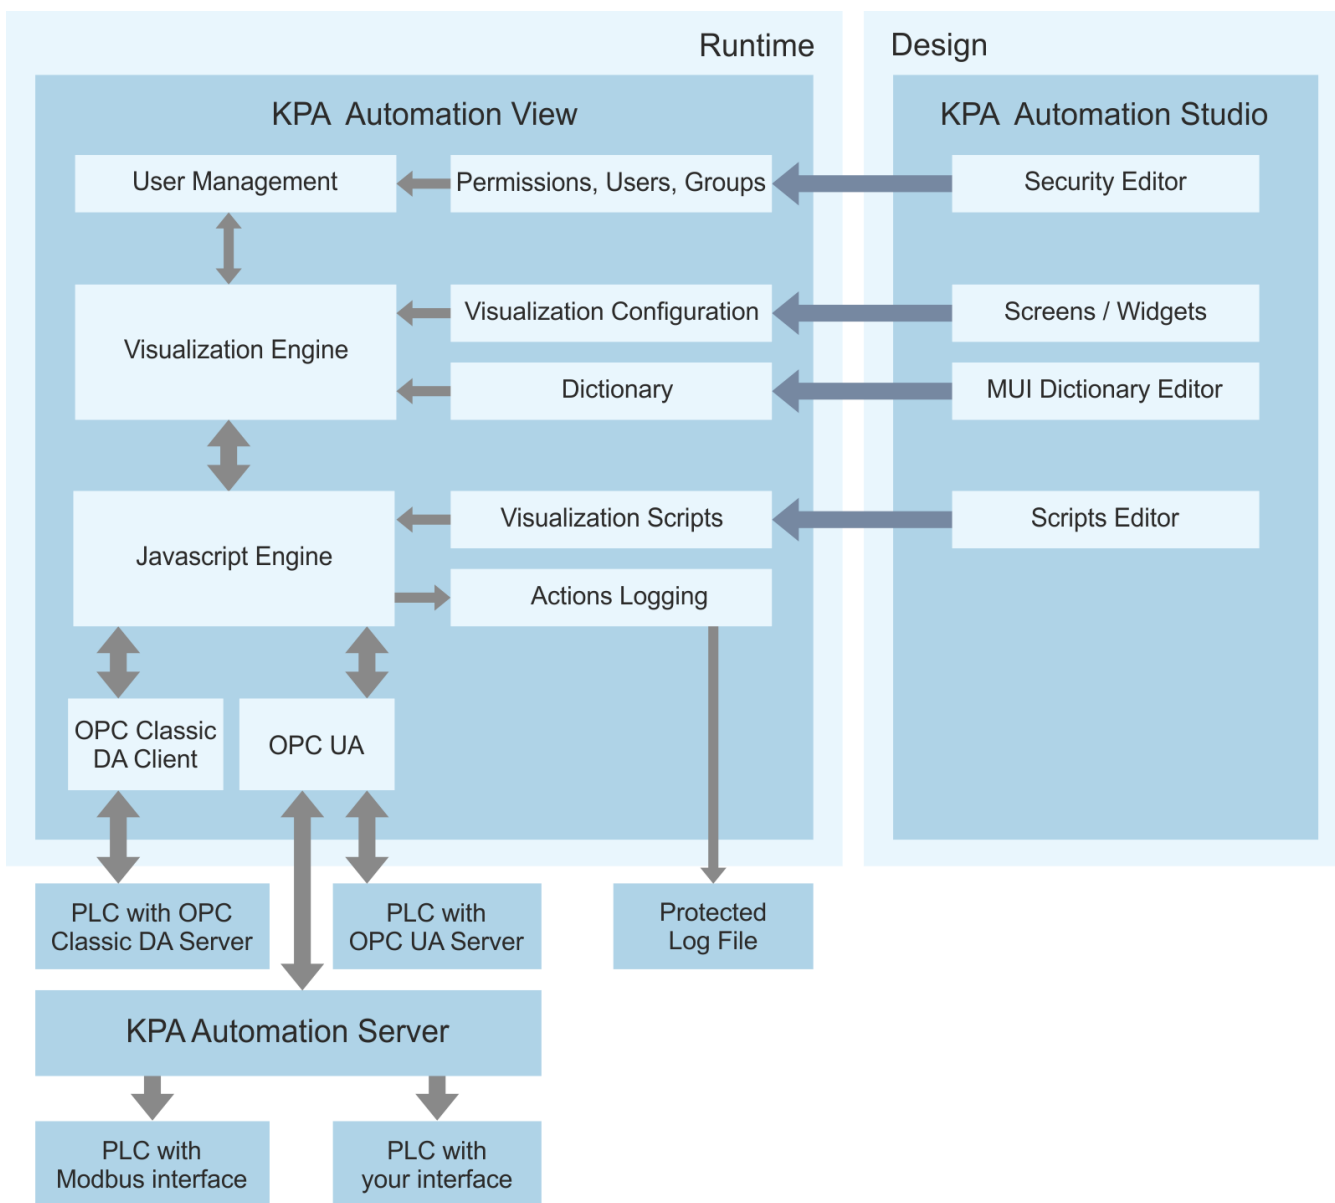 Runtime
Design
KPA Automation View
KPA Automation Studio
User Management
Permissions, Users, Groups
Security Editor
Visualization Engine
Visualization Configuration
Screens / Widgets
Dictionary
MUI Dictionary Editor
Javascript Engine
Visualization Scripts
Scripts Editor
Actions Logging
OPC Classic
DA Client
OPC UA
PLC with OPC
Classic DA Server
PLC with
OPC UA Server
Protected
Log File
KPA Automation Server
PLC with
Modbus interface
PLC with
your interface